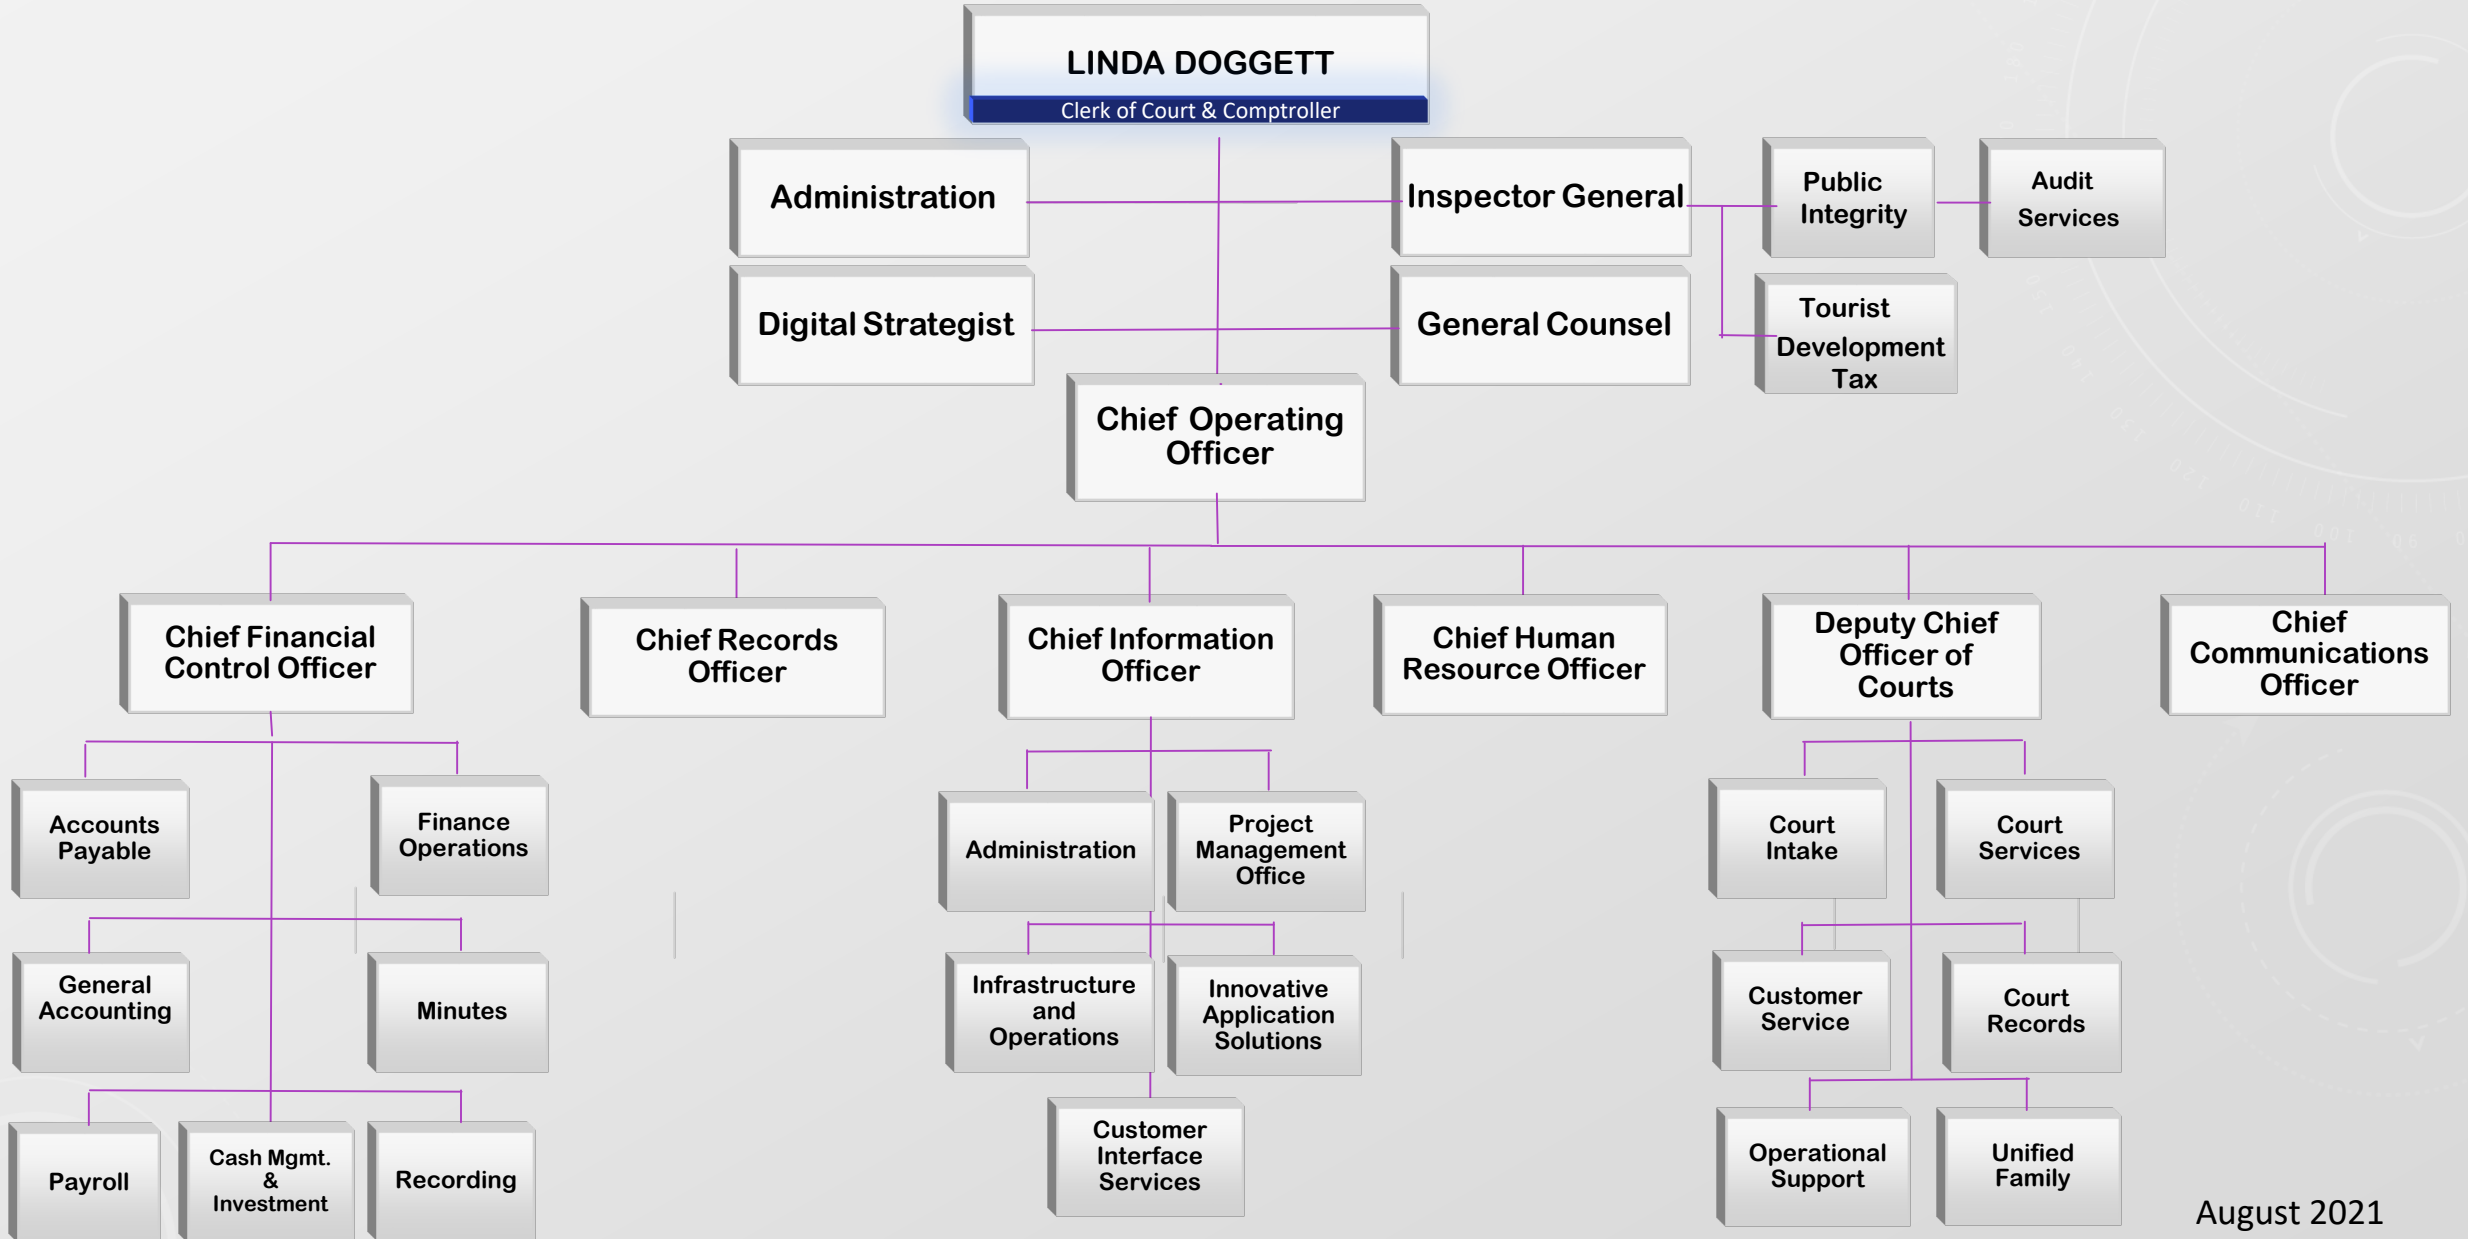 LINDA DOGGETT
Clerk of Court & Comptroller
Administration
Inspector General
Public
Integrity
Audit
Services
Digital Strategist
General Counsel
Tourist
Development
Tax
Chief Operating
Officer
Chief Financial
Control Officer
Chief Records
Officer
Chief Information
Officer
Chief Human
Resource Officer
Deputy Chief
Officer of
Courts
Chief
Communications
Officer
Accounts
Payable
Finance
Operations
Administration
Project
Management
Office
Court
Intake
Court
Services
General
Accounting
Minutes
Infrastructure
and
Operations
Innovative
Application
Solutions
Customer
Service
Court
Records
Payroll
Cash Mgmt.
&
Investment
Recording
Customer
Interface
Services
Operational
Support
Unified
Family
August 2021